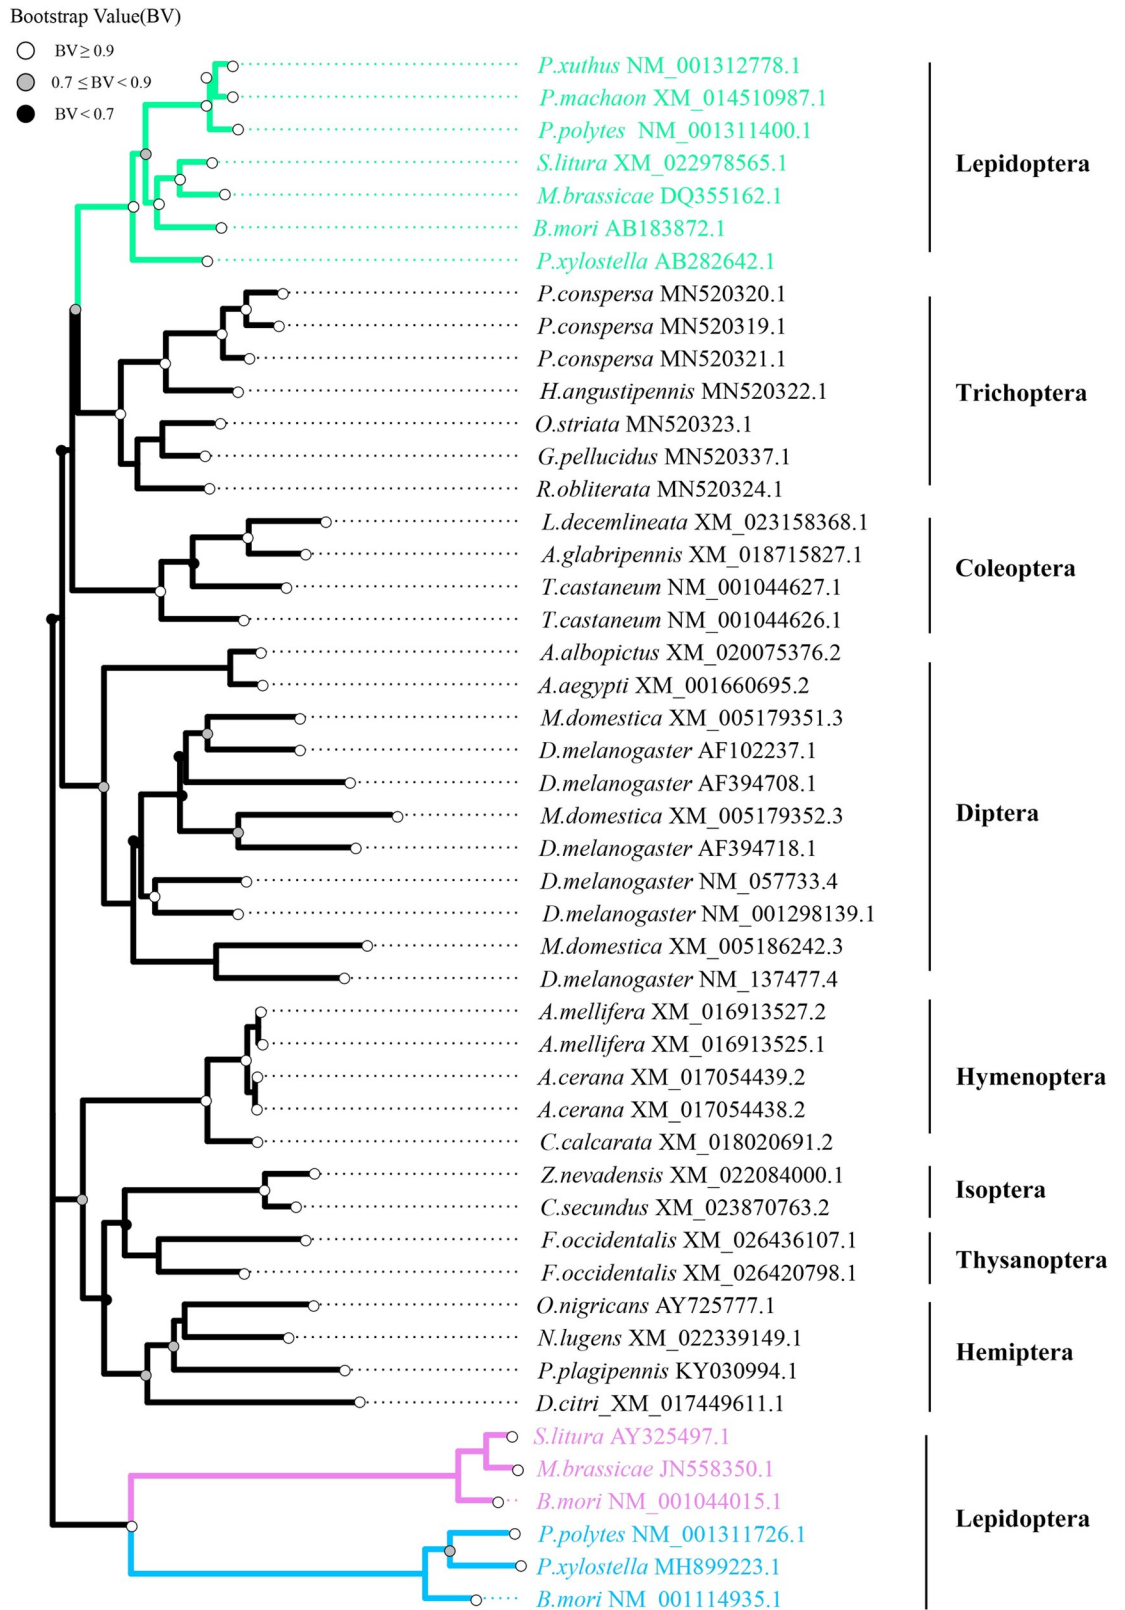 Bootstrap Value(BV)
BV ≥ 0.9
0.7 ≤ BV < 0.9
BV < 0.7
P.xuthus NM_001312778.1
P.machaon XM_014510987.1
P.polytes NM_001311400.1
S.litura XM_022978565.1
Lepidoptera
M.brassicae DQ355162.1
B.mori AB183872.1
P.xylostella AB282642.1
P.conspersa MN520320.1
P.conspersa MN520319.1
P.conspersa MN520321.1
H.angustipennis MN520322.1
Trichoptera
O.striata MN520323.1
G.pellucidus MN520337.1
R.obliterata MN520324.1
L.decemlineata XM_023158368.1
A.glabripennis XM_018715827.1
Coleoptera
T.castaneum NM_001044627.1
T.castaneum NM_001044626.1
A.albopictus XM_020075376.2
A.aegypti XM_001660695.2
M.domestica XM_005179351.3
D.melanogaster AF102237.1
D.melanogaster AF394708.1
M.domestica XM_005179352.3
Diptera
D.melanogaster AF394718.1
D.melanogaster NM_057733.4
D.melanogaster NM_001298139.1
M.domestica XM_005186242.3
D.melanogaster NM_137477.4
A.mellifera XM_016913527.2
A.mellifera XM_016913525.1
A.cerana XM_017054439.2
Hymenoptera
A.cerana XM_017054438.2
C.calcarata XM_018020691.2
Z.nevadensis XM_022084000.1
Isoptera
C.secundus XM_023870763.2
F.occidentalis XM_026436107.1
Thysanoptera
F.occidentalis XM_026420798.1
O.nigricans AY725777.1
N.lugens XM_022339149.1
Hemiptera
P.plagipennis KY030994.1
D.citri_XM_017449611.1
S.litura AY325497.1
M.brassicae JN558350.1
B.mori NM_001044015.1
Lepidoptera
P.polytes NM_001311726.1
P.xylostella MH899223.1
B.mori NM_001114935.1